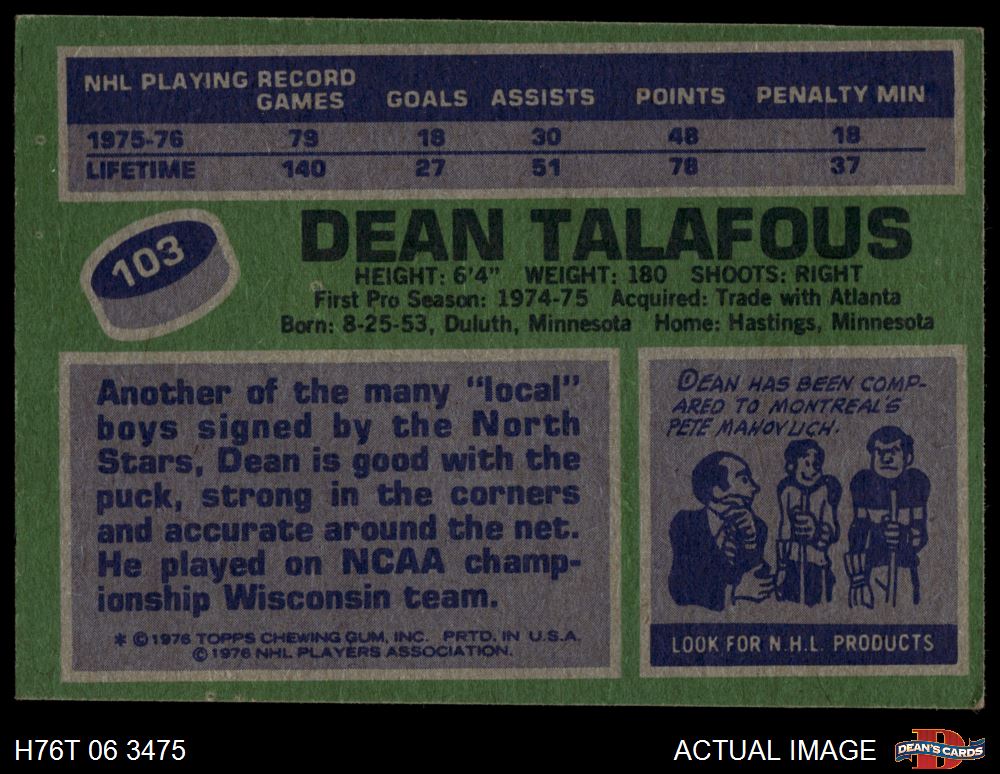 NHL PLAYING RECORD
GAMES GOALS ASSISTS POINTS PENALTY MIN
1975-76 79 18 30 48 18
LIFETIME 140 27 51 78 37
103
DEAN TALAFOUS
HEIGHT: 6'4" WEIGHT: 180 SHOOTS: RIGHT
First Pro Season: 1974-75 Acquired: Trade with Atlanta
Born: 8-25-53, Duluth, Minnesota Home: Hastings, Minnesota
Another of the many "local"
boys signed by the North
Stars, Dean is good with the
puck, strong in the corners
and accurate around the net.
He played on NCAA champ-
ionship Wisconsin team.
* © 1976 TOPPS CHEWING GUM, INC. PRTD. IN U.S.A.
© 1976 NHL PLAYERS ASSOCIATION.
DEAN HAS BEEN COMP-
ARED TO MONTREAL'S
PETE MAHOVLICH.
LOOK FOR N.H.L. PRODUCTS
H76T 06 3475
ACTUAL IMAGE
D
DEAN'S CARDS